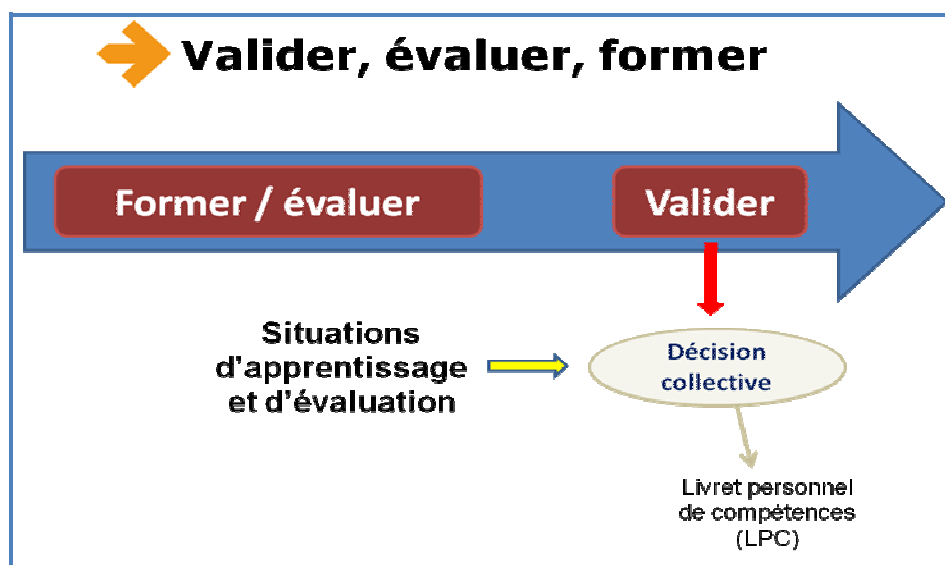 Valider, évaluer, former
Former / évaluer
Valider
Situations
d'apprentissage
et d'évaluation
Décision
collective
Livret personnel
de compétences
(LPC)